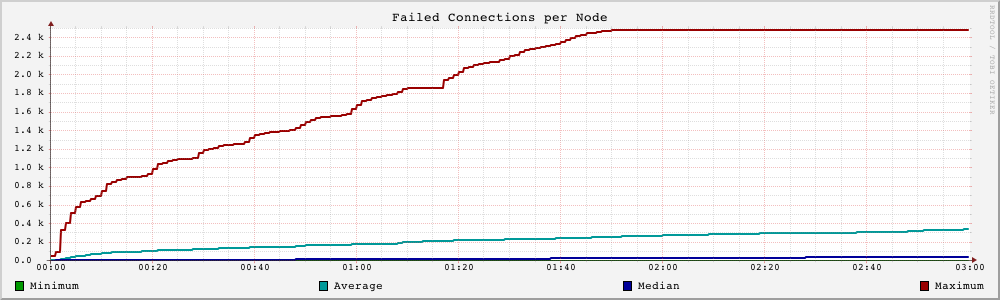 Failed Connections per Node
RRDTOOL / TOBI OETIKER
2.4 k
2.2 k
2.0 k
1.8 k
1.6 k
1.4 k
1.2 k
1.0 k
0.8 k
0.6 k
0.4 k
0.2 k
0.0
00:00 00:20 00:40 01:00 01:20 01:40 02:00 02:20 02:40 03:00
Minimum Average Median Maximum